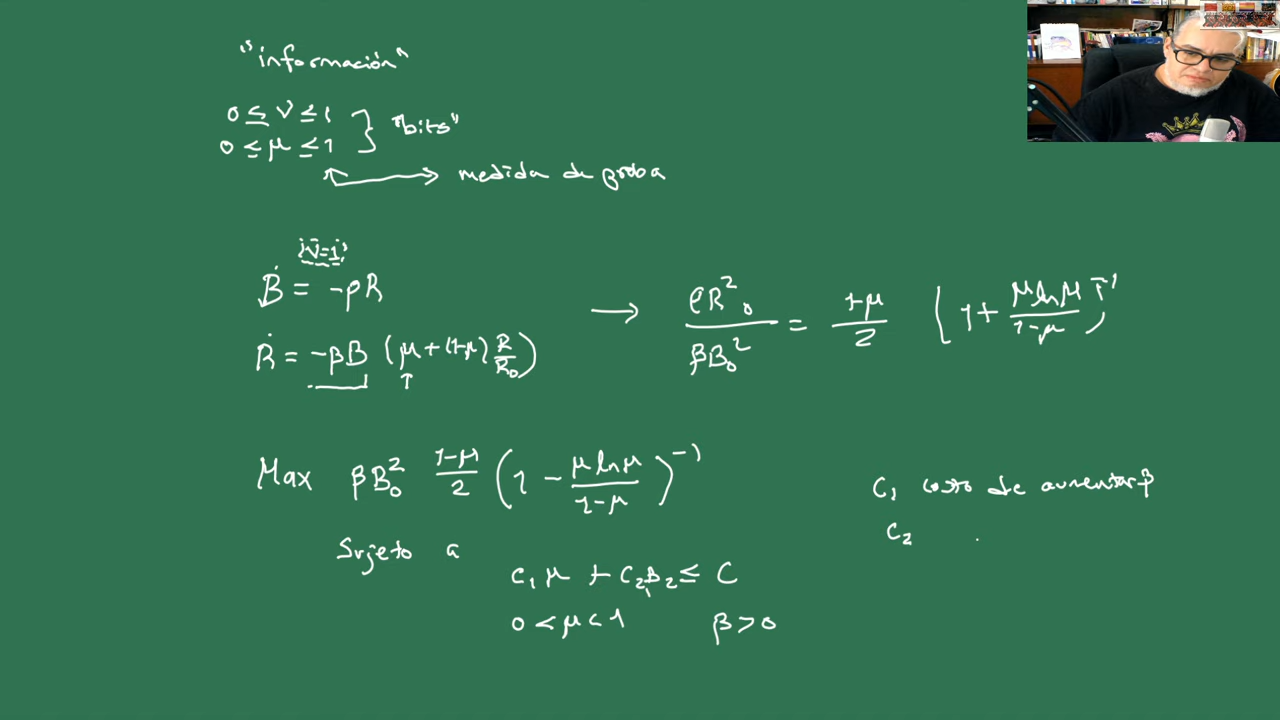 "información"
0 ≤ ν ≤ 1
0 ≤ μ ≤ 1 } "bits"
↔ medida de proba
"ν=1"
Ḃ = -ρR
Ṙ = -βB (μ + (1-μ) R/R₀)
→ ρR₀²/βB₀² = 1-μ/2 (1 + μ ln μ/1-μ)⁻¹
Max βB₀² 1-μ/2 (1 - μ ln μ/1-μ)⁻¹
Sujeto a
C₁μ + C₂B₂ ≤ C
0 < μ < 1 β > 0
C₁ costo de aumentar β
C₂